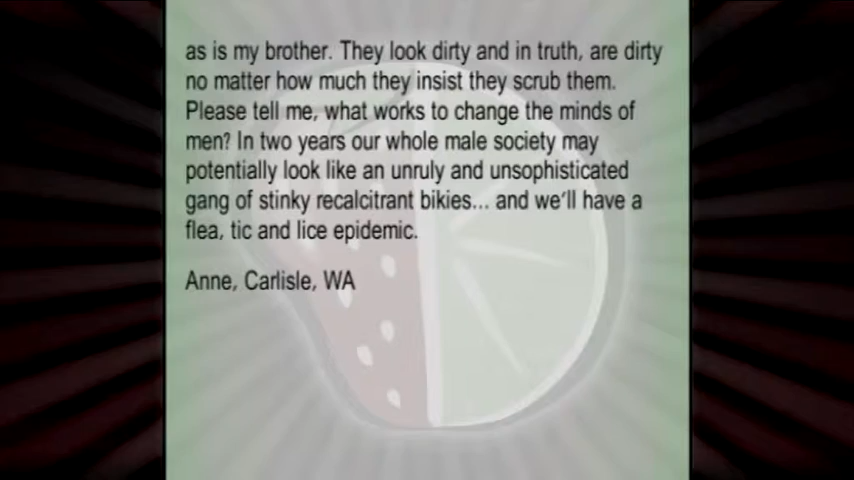 as is my brother. They look dirty and in truth, are dirty
no matter how much they insist they scrub them.
Please tell me, what works to change the minds of
men? In two years our whole male society may
potentially look like an unruly and unsophisticated
gang of stinky recalcitrant bikies... and we'll have a
flea, tic and lice epidemic.
Anne, Carlisle, WA